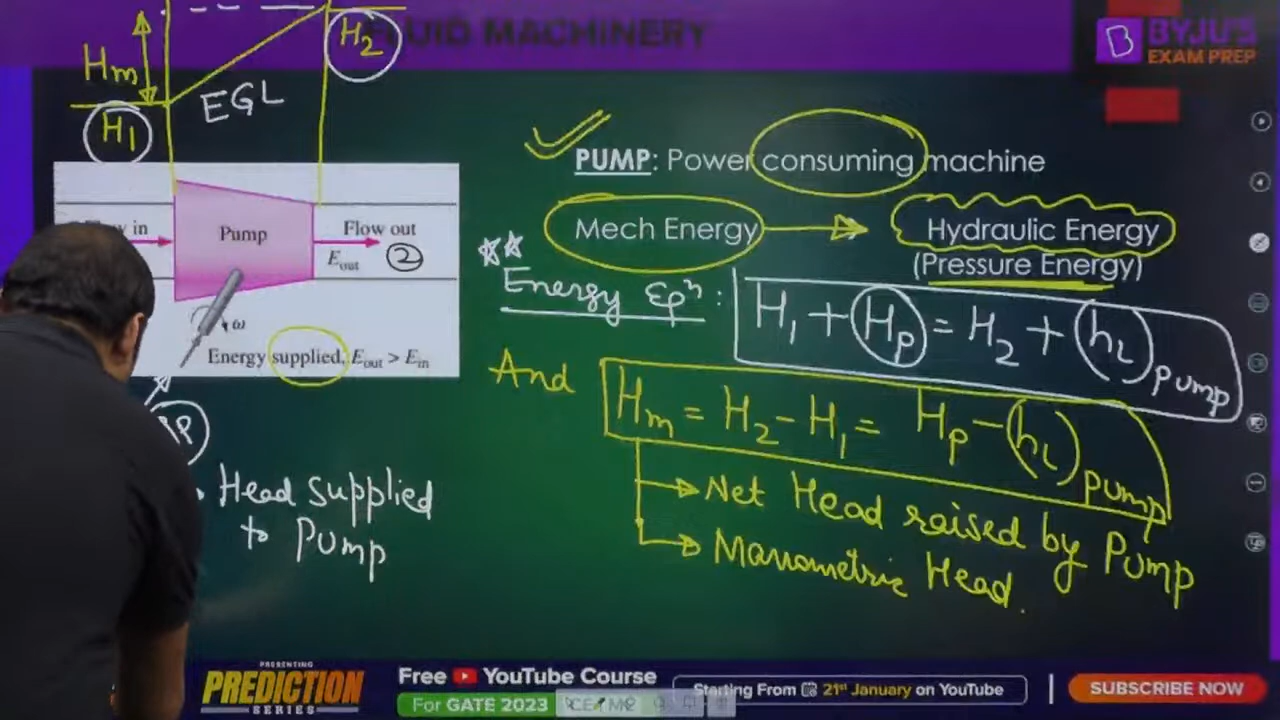 FLUID MACHINERY
BYJU'S
EXAM PREP
Hm
H2
EGL
H1
PUMP: Power consuming machine
Mech Energy → Hydraulic Energy
(Pressure Energy)
Energy Eqⁿ : H1 + Hp = H2 + (hL)pump
And Hm = H2 - H1 = Hp - (hL)pump
→ Net Head raised by Pump
→ Manometric Head.
in
Pump
Flow out
Eout
2
ω
Energy supplied, Eout > Ein
Head supplied
to Pump
PRESENTING
PREDICTION
SERIES
Free YouTube Course
For GATE 2023
Starting From 21st January on YouTube
SUBSCRIBE NOW